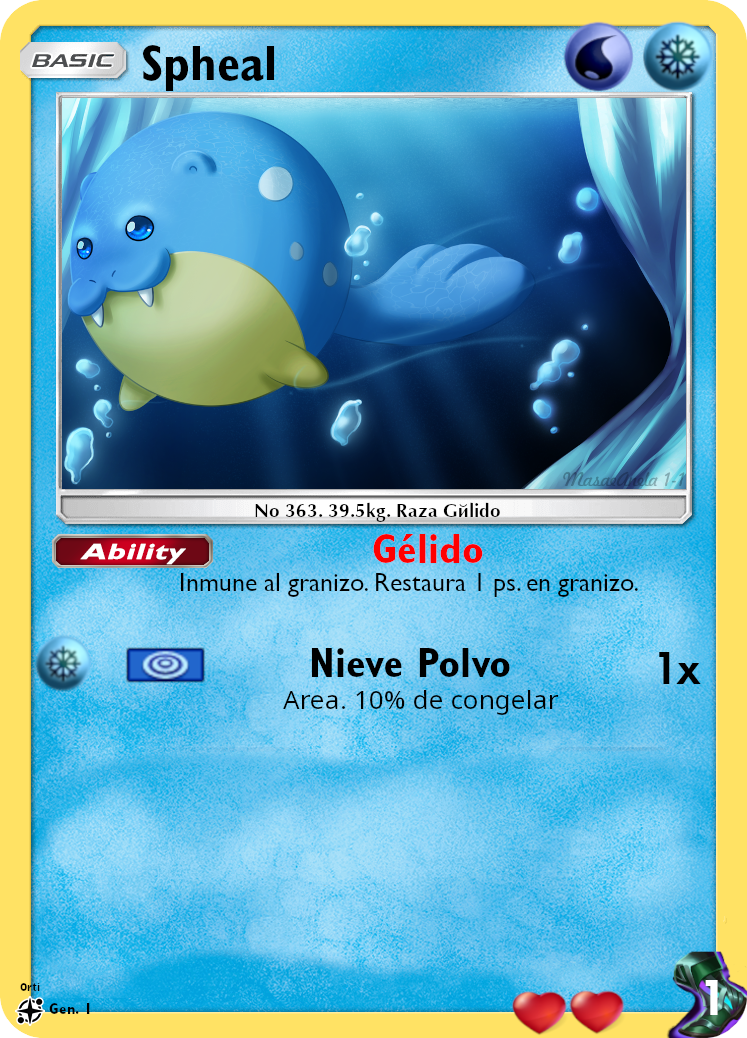 BASIC Spheal
No 363. 39.5kg. Raza Gйlido
Ability Gélido
Inmune al granizo. Restaura 1 ps. en granizo.
Nieve Polvo 1x
Area. 10% de congelar
Orti
Gen. 1
1